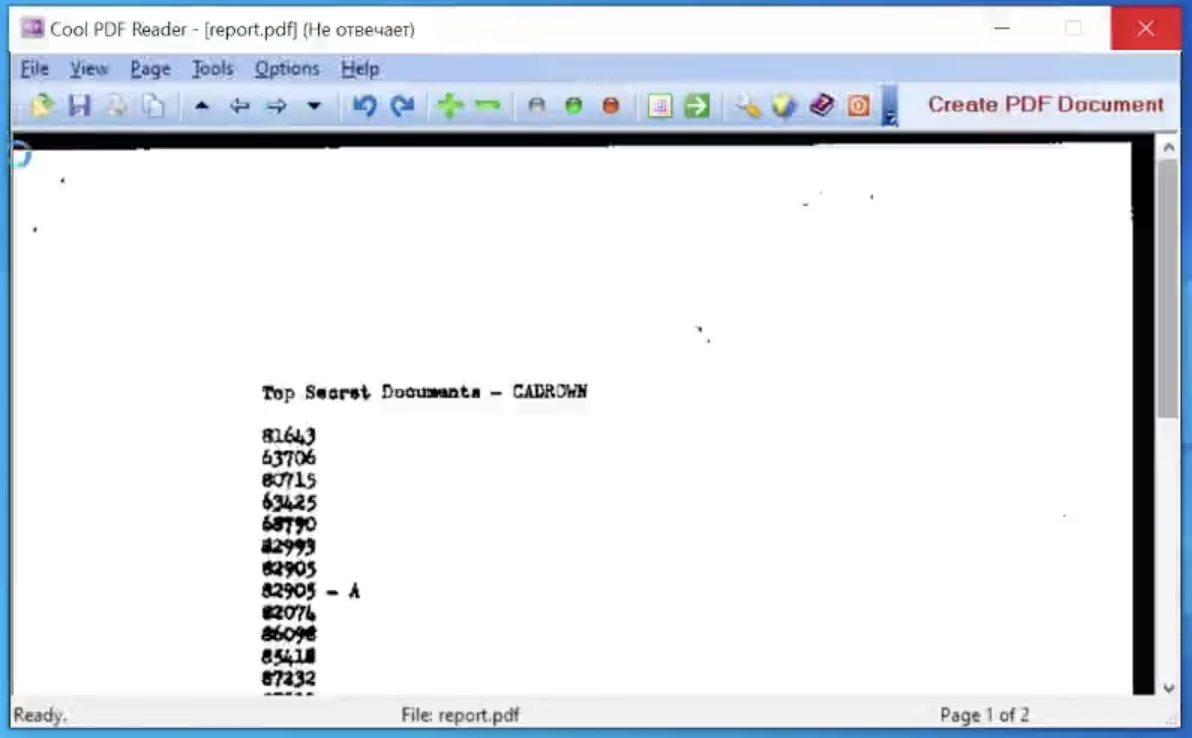 Cool PDF Reader - [report.pdf] (Не отвечает)
File View Page Tools Options Help
Create PDF Document
Top Secret Documents - CADROWN
81643
63706
80715
63425
68790
82993
82905
82905 - A
82074
86098
85418
87232
Ready. File: report.pdf Page 1 of 2